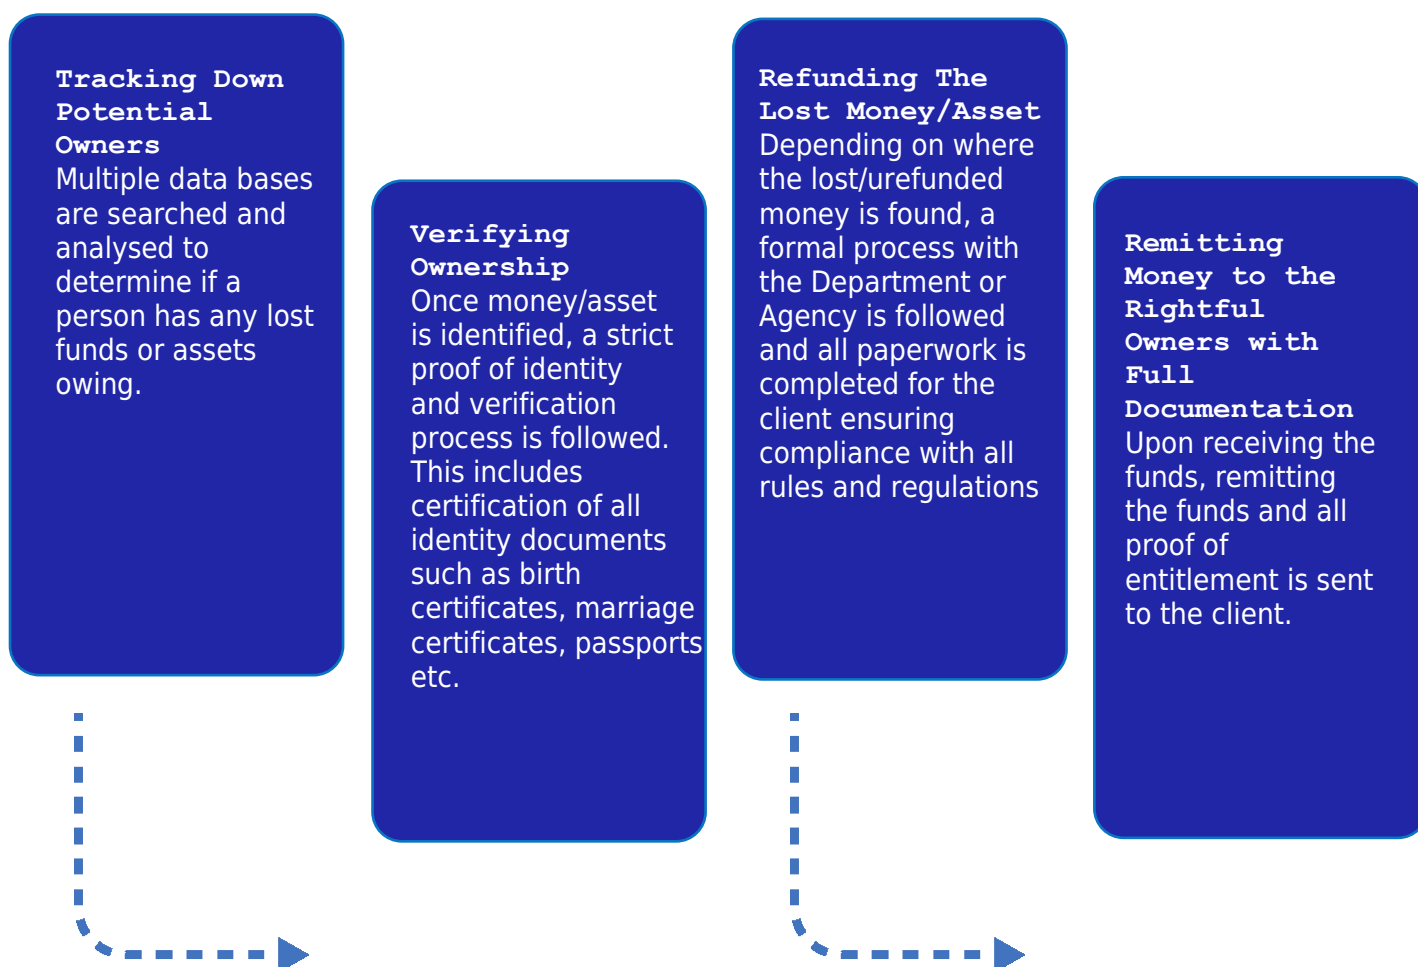 Tracking Down
Potential
Owners
Multiple data bases
are searched and
analysed to
determine if a
person has any lost
funds or assets
owing.
Verifying
Ownership
Once money/asset
is identified, a strict
proof of identity
and verification
process is followed.
This includes
certification of all
identity documents
such as birth
certificates, marriage
certificates, passports
etc.
Refunding The
Lost Money/Asset
Depending on where
the lost/urefunded
money is found, a
formal process with
the Department or
Agency is followed
and all paperwork is
completed for the
client ensuring
compliance with all
rules and regulations
Remitting
Money to the
Rightful
Owners with
Full
Documentation
Upon receiving the
funds, remitting
the funds and all
proof of
entitlement is sent
to the client.